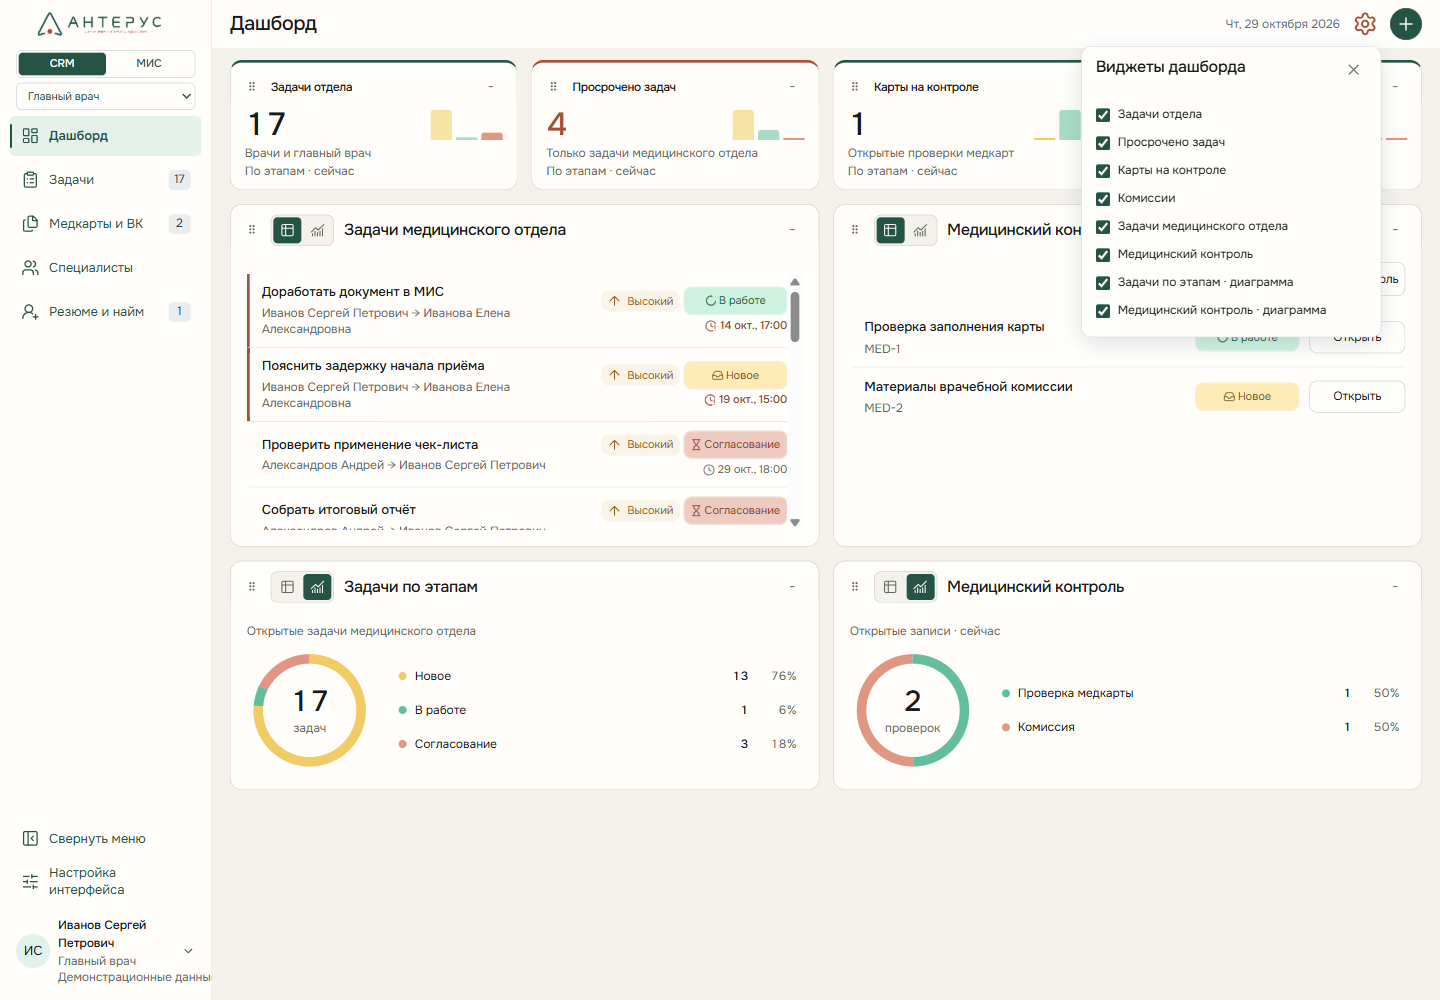 АНТЕРУС
CRM
МИС
Главный врач
Дашборд
Задачи
17
Медкарты и ВК
2
Специалисты
Резюме и найм
1
Свернуть меню
Настройка
интерфейса
ИС
Иванов Сергей
Петрович
Главный врач
Демонстрационные данны
Дашборд
Чт, 29 октября 2026
Задачи отдела
17
Врачи и главный врач
По этапам · сейчас
Просрочено задач
4
Только задачи медицинского отдела
По этапам · сейчас
Карты на контроле
1
Открытые проверки медкарт
По этапам · сейчас
Виджеты дашборда
Задачи отдела
Просрочено задач
Карты на контроле
Комиссии
Задачи медицинского отдела
Медицинский контроль
Задачи по этапам · диаграмма
Медицинский контроль · диаграмма
Задачи медицинского отдела
Доработать документ в МИС
Высокий
В работе
Иванов Сергей Петрович → Иванова Елена
Александровна
14 окт., 17:00
Пояснить задержку начала приёма
Высокий
Новое
Иванов Сергей Петрович → Иванова Елена
Александровна
19 окт., 15:00
Проверить применение чек-листа
Высокий
Согласование
Александров Андрей → Иванов Сергей Петрович
29 окт., 18:00
Собрать итоговый отчёт
Высокий
Согласование
Александров Андрей → Иванов Сергей Петрович
Медицинский кон
оль
Проверка заполнения карты
MED-1
В работе
Открыть
Материалы врачебной комиссии
MED-2
Новое
Открыть
Задачи по этапам
Открытые задачи медицинского отдела
17
задач
Новое
13
76%
В работе
1
6%
Согласование
3
18%
Медицинский контроль
Открытые записи · сейчас
2
проверок
Проверка медкарты
1
50%
Комиссия
1
50%